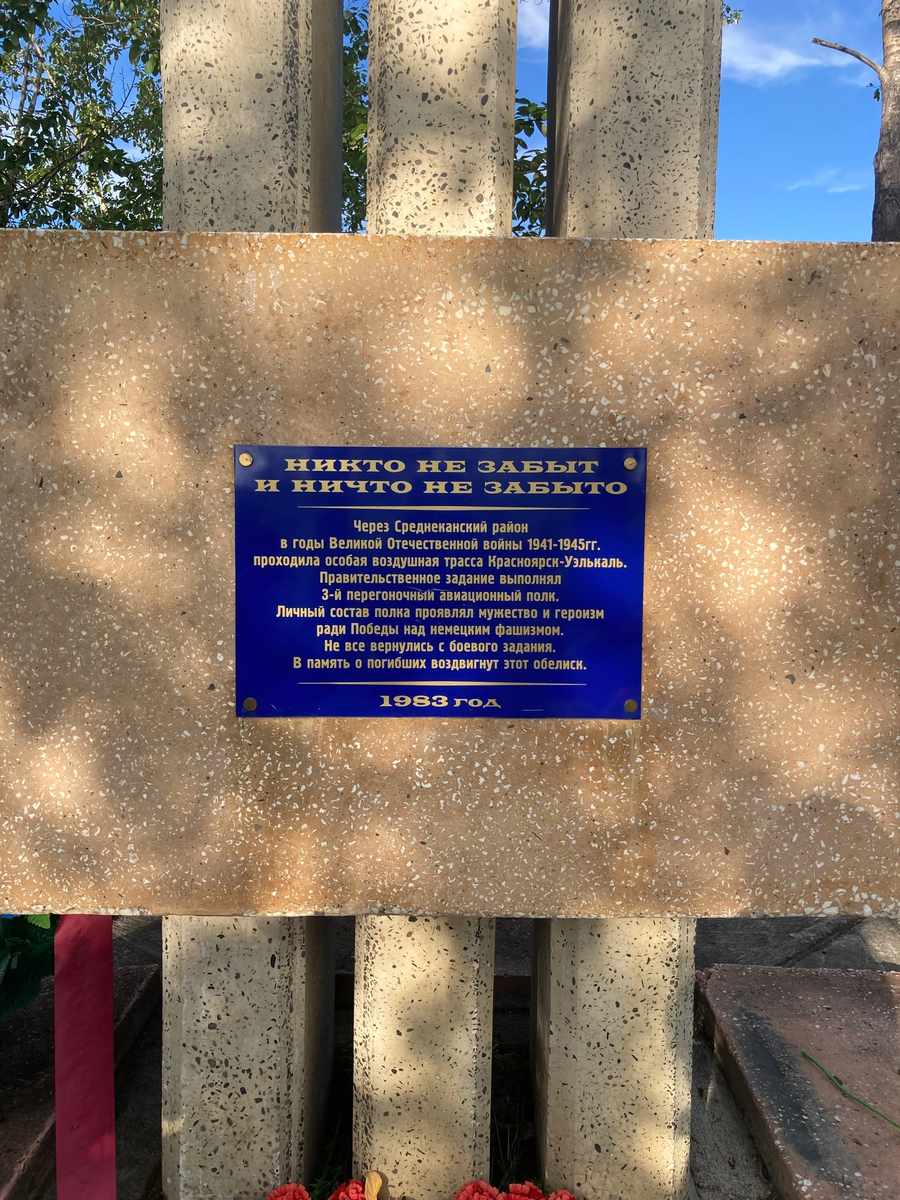 НИКТО НЕ ЗАБЫТ
И НИЧТО НЕ ЗАБЫТО
Через Среднеканский район
в годы Великой Отечественной войны 1941-1945гг.
проходила особая воздушная трасса Красноярск-Уэлькаль.
Правительственное задание выполнял
3-й перегоночный авиационный полк.
Личный состав полка проявлял мужество и героизм
ради Победы над немецким фашизмом.
Не все вернулись с боевого задания.
В память о погибших воздвигнут этот обелиск.
1983 год